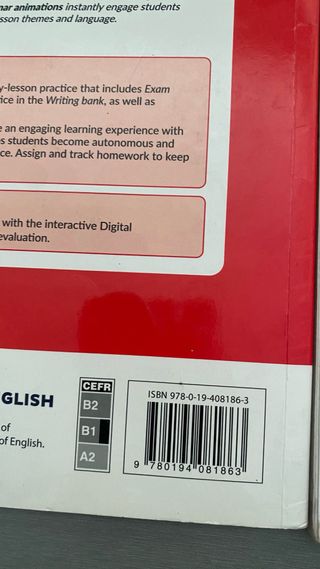 nar animations instantly engage students
sson themes and language.
y-lesson practice that includes Exam
ice in the Writing bank, as well as
e an engaging learning experience with
s students become autonomous and
ce. Assign and track homework to keep
with the interactive Digital
evaluation.
GLISH
of
of English.
CEFR
B2
B1
A2
ISBN 978-0-19-408186-3
9 780194 081863